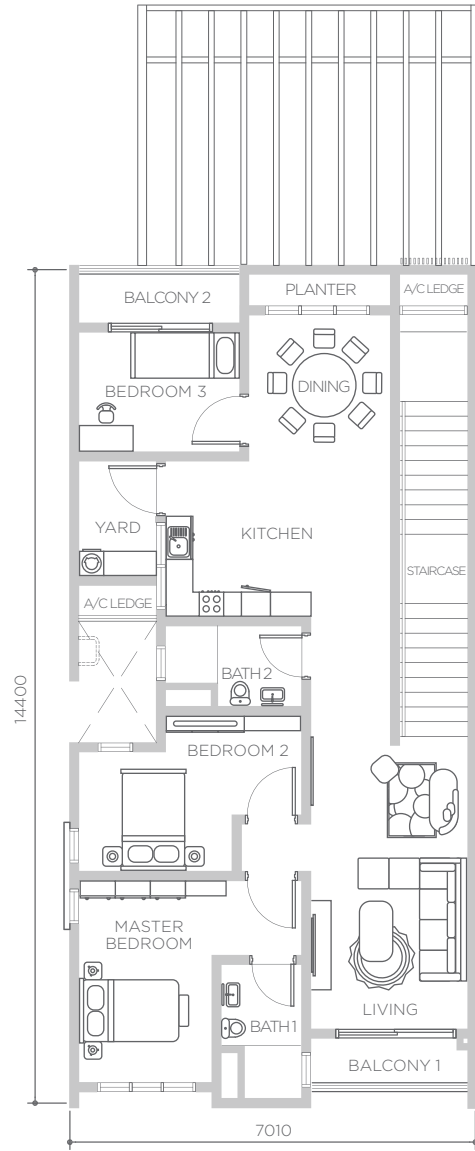 BALCONY 2
PLANTER
A/C LEDGE
BEDROOM 3
DINING
YARD
KITCHEN
STAIRCASE
A/C LEDGE
BATH 2
14400
BEDROOM 2
MASTER
BEDROOM
LIVING
BATH 1
BALCONY 1
7010